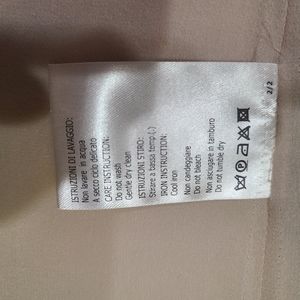 ISTRUZIONI DI LAVAGGIO:
Non lavare in acqua
A secco ciclo delicato
CARE INSTRUCTION:
Do not wash
Gentle dry clean
ISTRUZIONI STIRO:
Stirare a bassa temp.(.)
IRON INSTRUCTION:
Cool iron
Non candeggiare
Do not bleach
Non asciugare in tamburo
Do not tumble dry
2/2